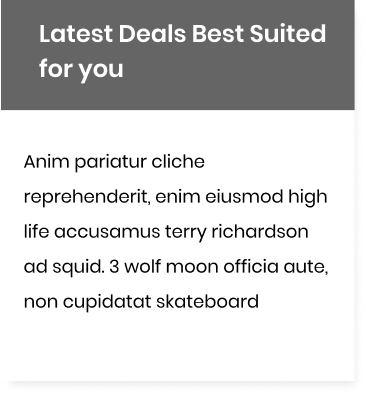 Latest Deals Best Suited
for you
Anim pariatur cliche
reprehenderit, enim eiusmod high
life accusamus terry richardson
ad squid. 3 wolf moon officia aute,
non cupidatat skateboard